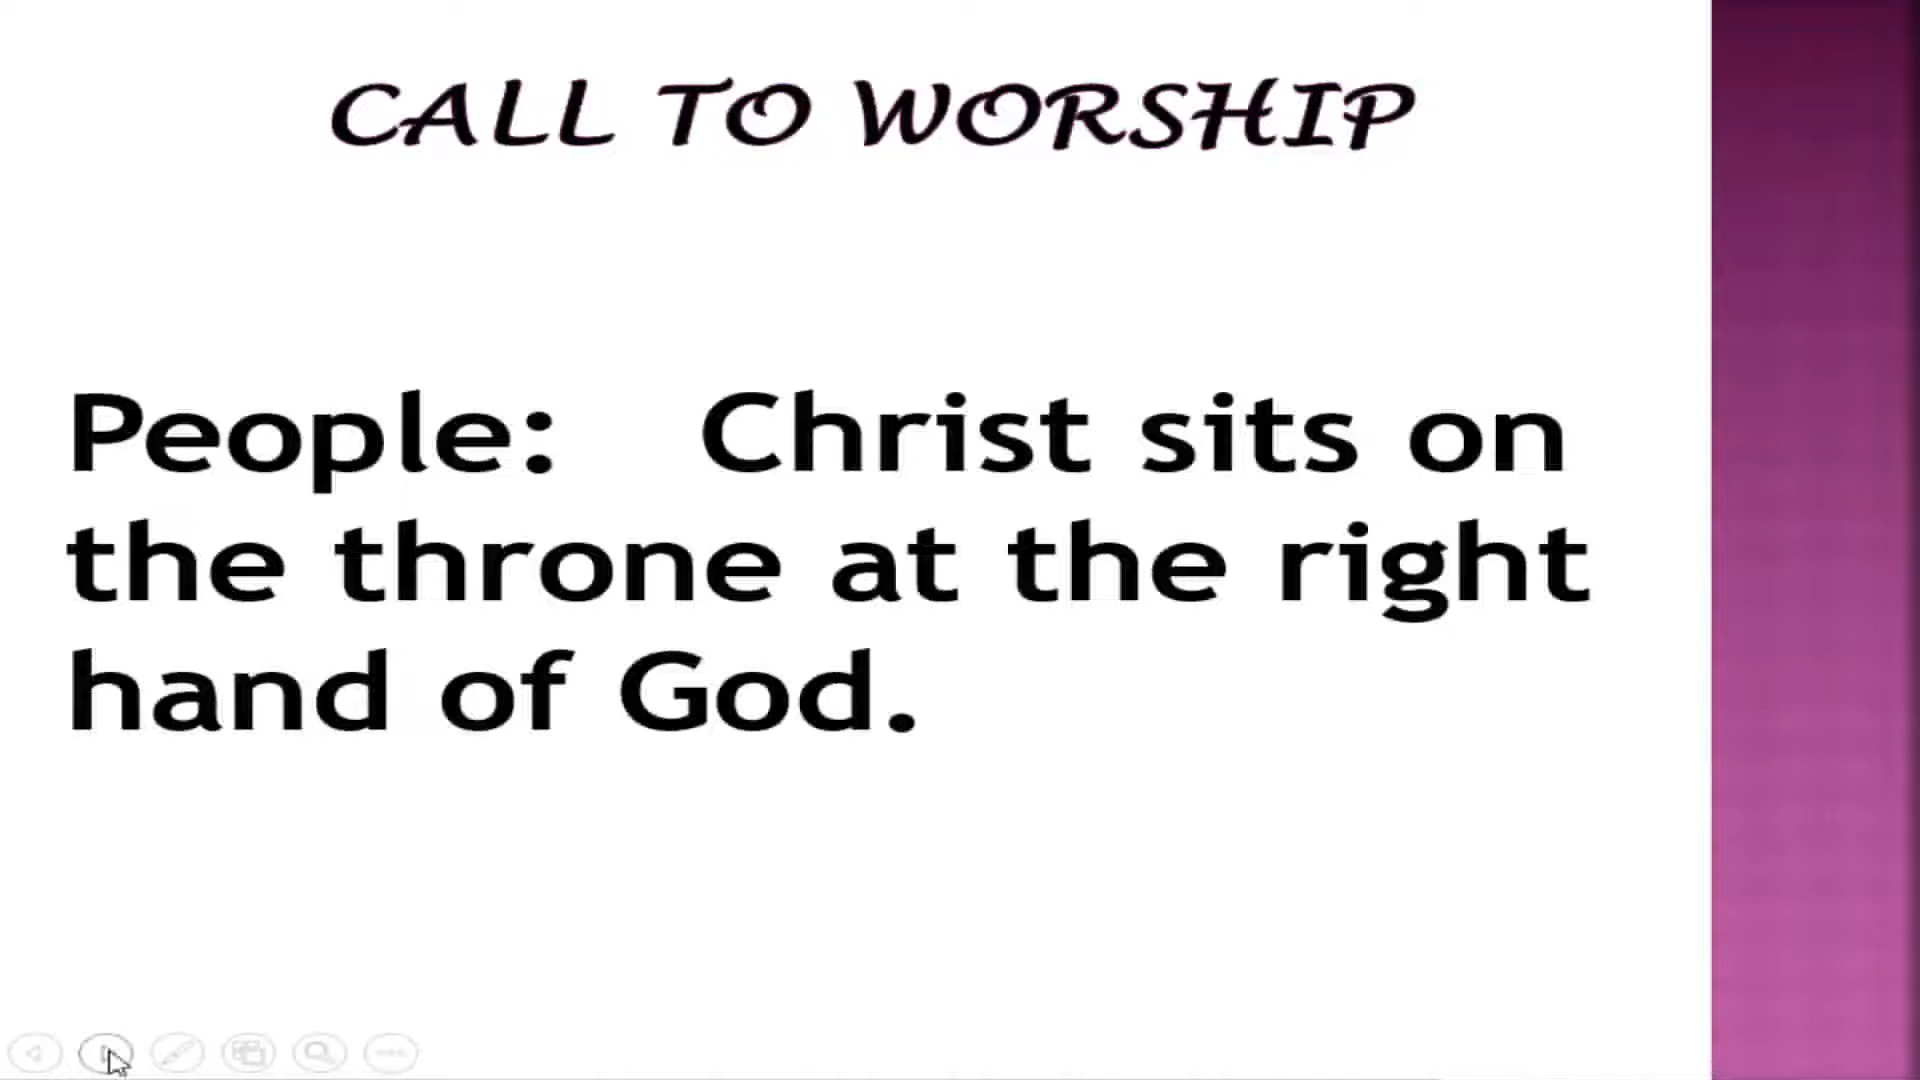 CALL TO WORSHIP
People: Christ sits on
the throne at the right
hand of God.